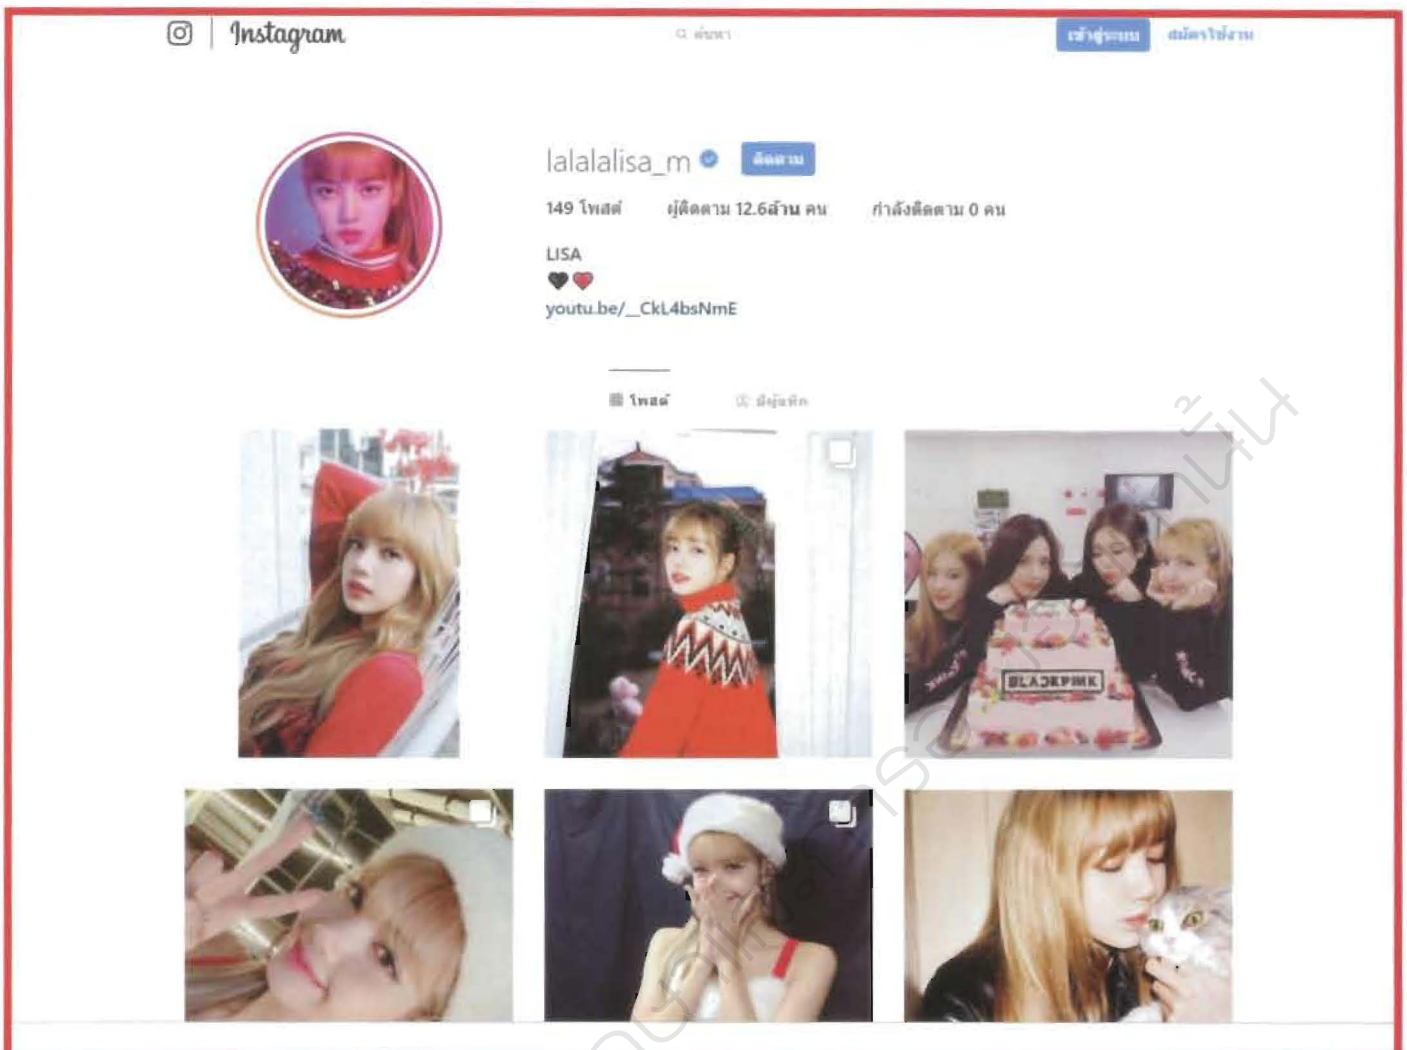 Instagram
ค้นหา
เข้าสู่ระบบ
สมัครใช้งาน
lalalalisa_m
ติดตาม
149 โพสต์ ผู้ติดตาม 12.6ล้าน คน กำลังติดตาม 0 คน
LISA
youtu.be/__CkL4bsNmE
โพสต์
มีผู้แท็ก
BLACKPINK